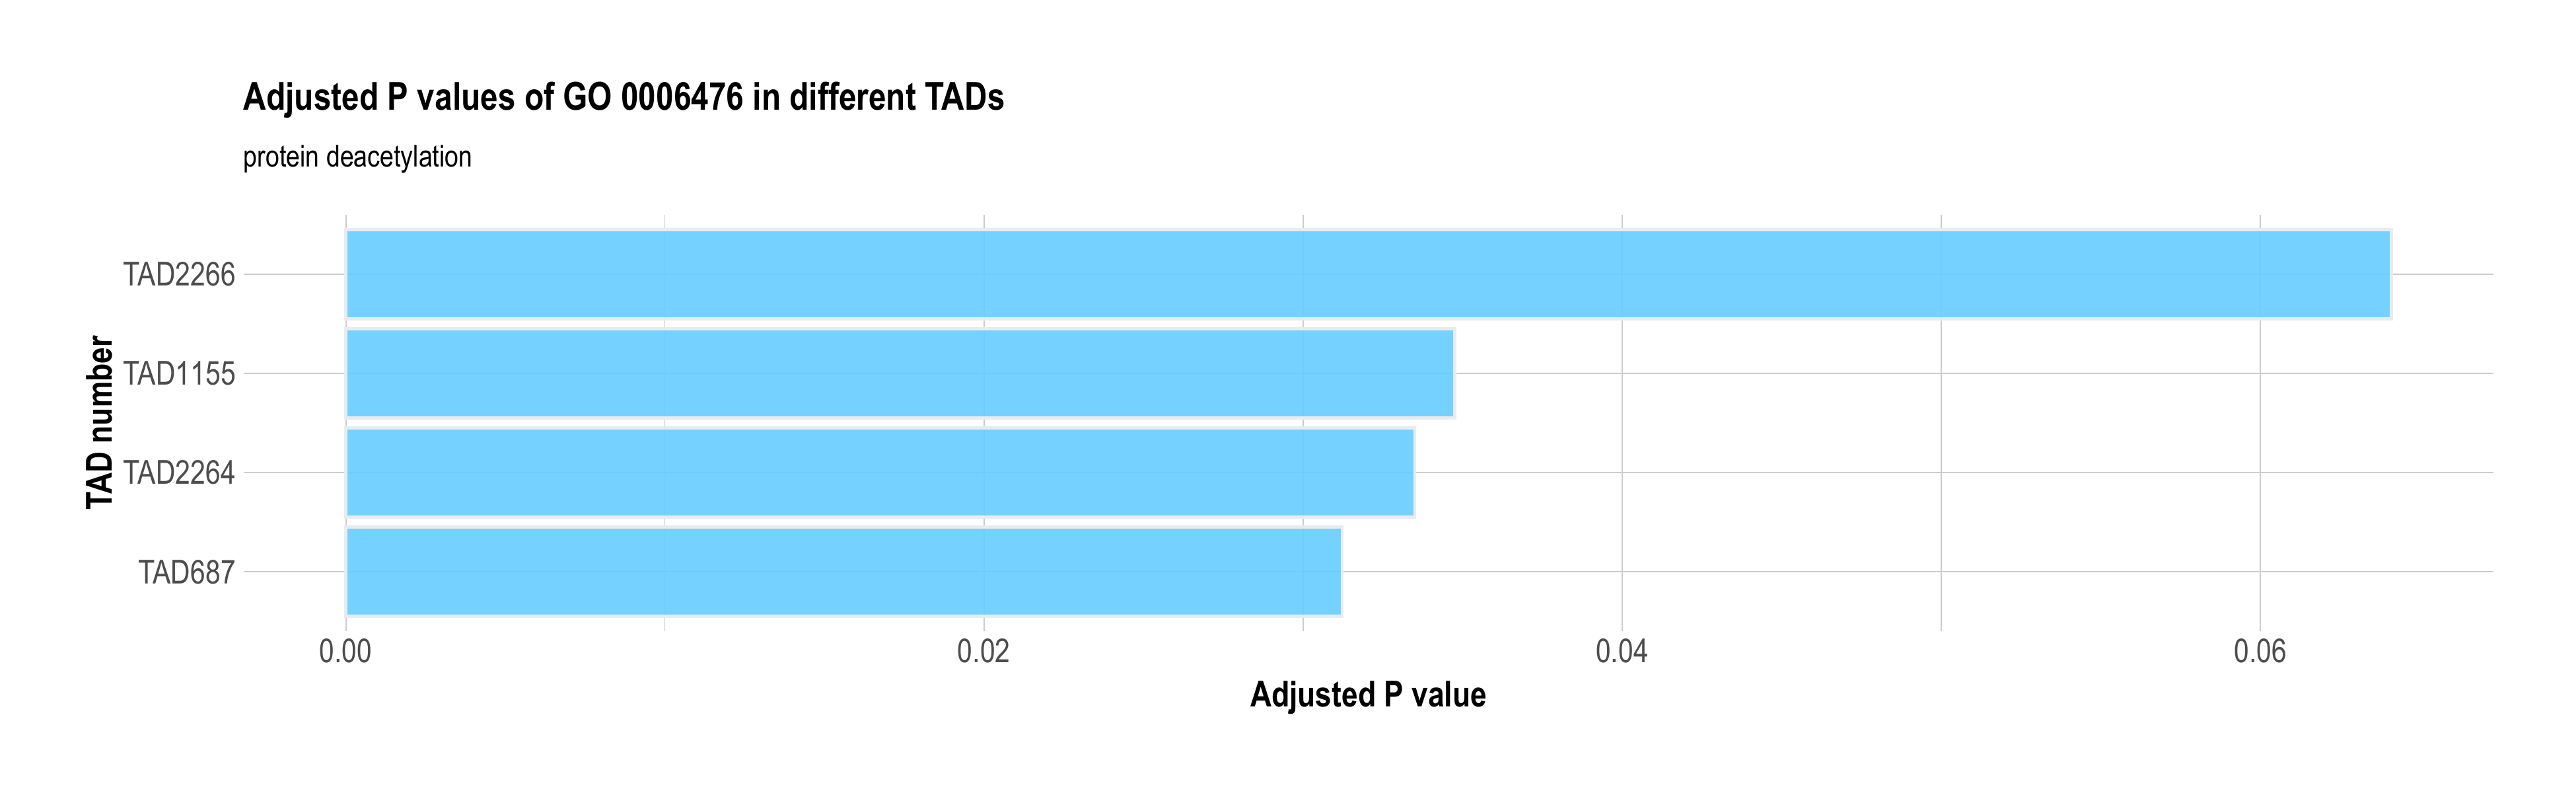 Adjusted P values of GO 0006476 in different TADs
protein deacetylation
TAD number
TAD2266
TAD1155
TAD2264
TAD687
0.00
0.02
0.04
0.06
Adjusted P value